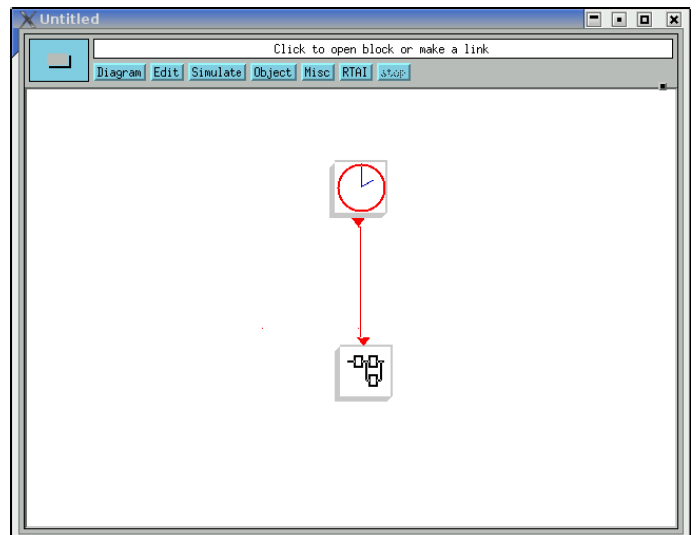 Untitled
Click to open block or make a link
Diagram Edit Simulate Object Misc RTAI stop